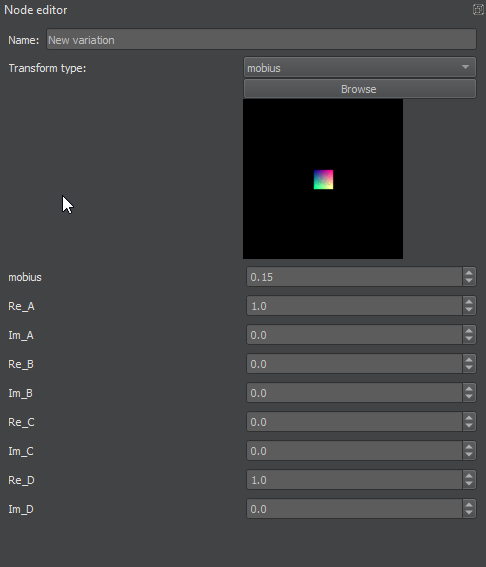 Node editor
Name: New variation
Transform type: mobius
Browse
mobius 0.15
Re_A 1.0
Im_A 0.0
Re_B 0.0
Im_B 0.0
Re_C 0.0
Im_C 0.0
Re_D 1.0
Im_D 0.0